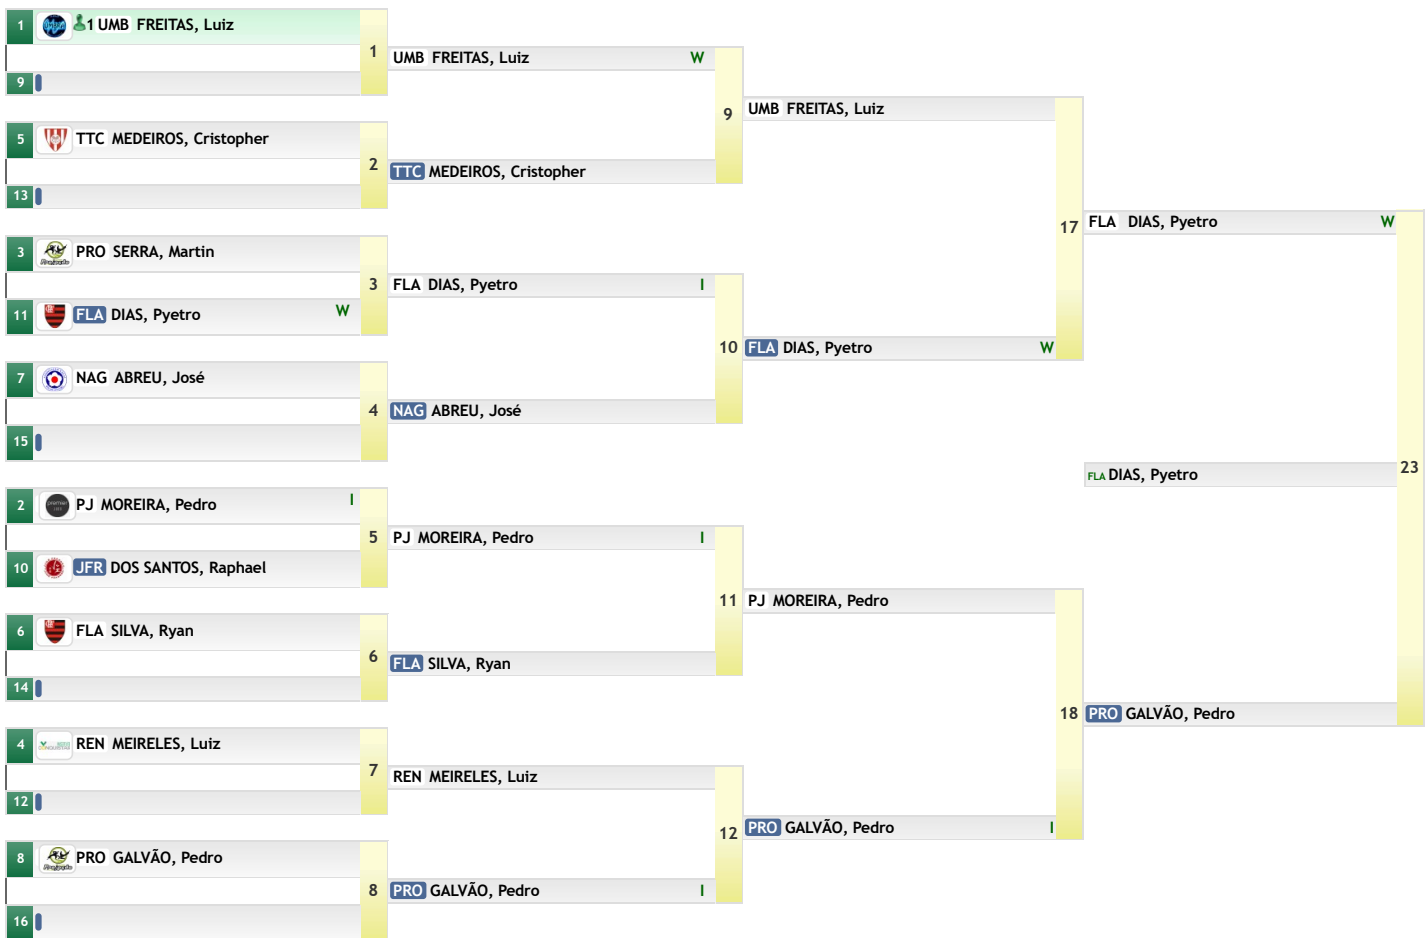 1 1 UMB FREITAS, Luiz
1
9
UMB FREITAS, Luiz W
5 TTC MEDEIROS, Cristopher
2
13
TTC MEDEIROS, Cristopher
9
UMB FREITAS, Luiz
3 PRO SERRA, Martin
3
11 FLA DIAS, Pyetro W
FLA DIAS, Pyetro I
7 NAG ABREU, José
4
15
NAG ABREU, José
10
FLA DIAS, Pyetro W
17
FLA DIAS, Pyetro W
2 PJ MOREIRA, Pedro I
5
10 JFR DOS SANTOS, Raphael
PJ MOREIRA, Pedro I
6 FLA SILVA, Ryan
6
14
FLA SILVA, Ryan
11
PJ MOREIRA, Pedro
4 REN MEIRELES, Luiz
7
12
REN MEIRELES, Luiz
8 PRO GALVÃO, Pedro
8
16
PRO GALVÃO, Pedro I
12
PRO GALVÃO, Pedro I
18
PRO GALVÃO, Pedro
23
FLA DIAS, Pyetro